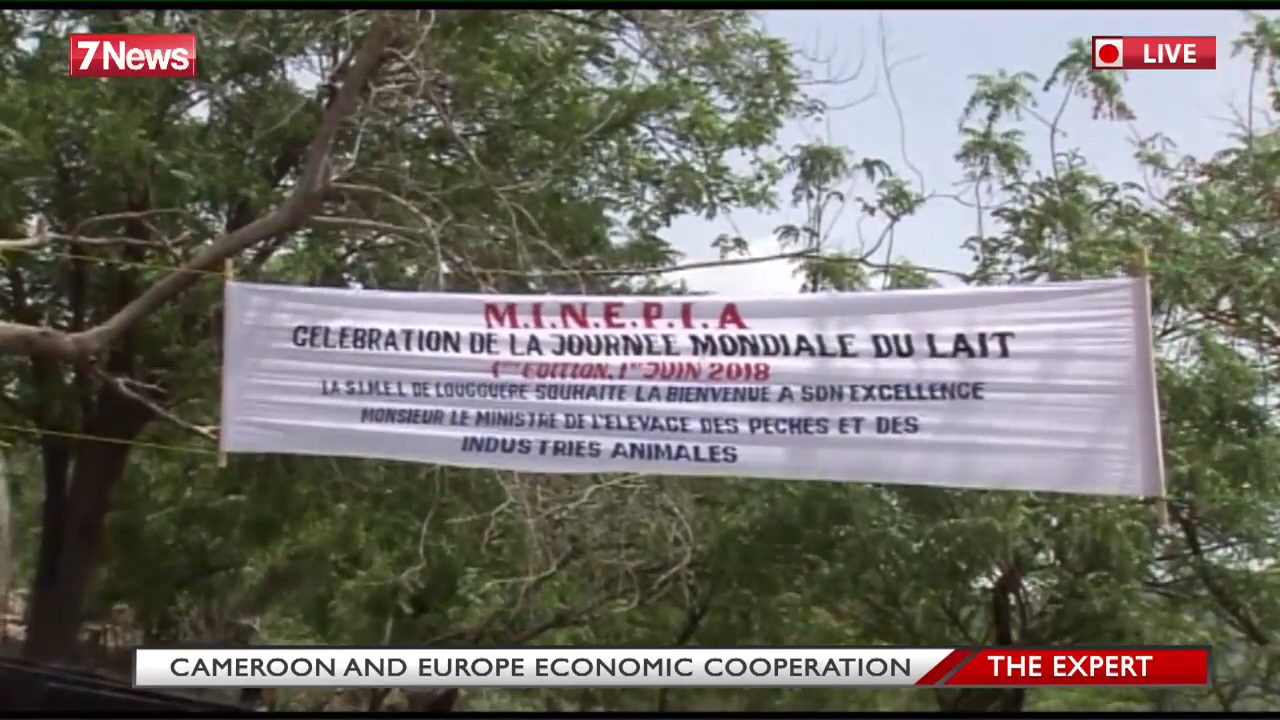 7News
LIVE
M.I.N.E.P.I.A
CELEBRATION DE LA JOURNEE MONDIALE DU LAIT
EDITION, 1er JUIN 2018
LA S.I.M.E.L DE LOUGGUERE SOUHAITE LA BIENVENUE A SON EXCELLENCE
MONSIEUR LE MINISTRE DE L'ELEVAGE DES PECHES ET DES
INDUSTRIES ANIMALES
CAMEROON AND EUROPE ECONOMIC COOPERATION
THE EXPERT